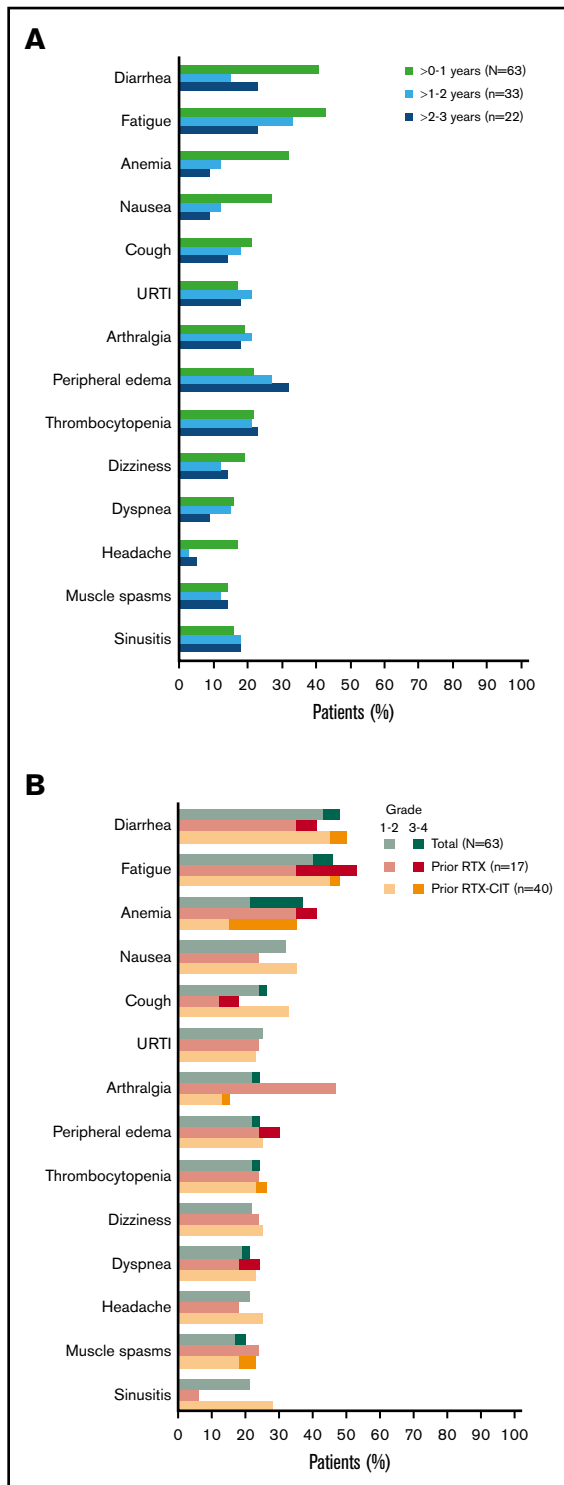 A
>0-1 years (N=63)
>1-2 years (n=33)
>2-3 years (n=22)
Diarrhea
Fatigue
Anemia
Nausea
Cough
URTI
Arthralgia
Peripheral edema
Thrombocytopenia
Dizziness
Dyspnea
Headache
Muscle spasms
Sinusitis
0 10 20 30 40 50 60 70 80 90 100
Patients (%)
B
Grade
1-2 3-4
Total (N=63)
Prior RTX (n=17)
Prior RTX-CIT (n=40)
Diarrhea
Fatigue
Anemia
Nausea
Cough
URTI
Arthralgia
Peripheral edema
Thrombocytopenia
Dizziness
Dyspnea
Headache
Muscle spasms
Sinusitis
0 10 20 30 40 50 60 70 80 90 100
Patients (%)